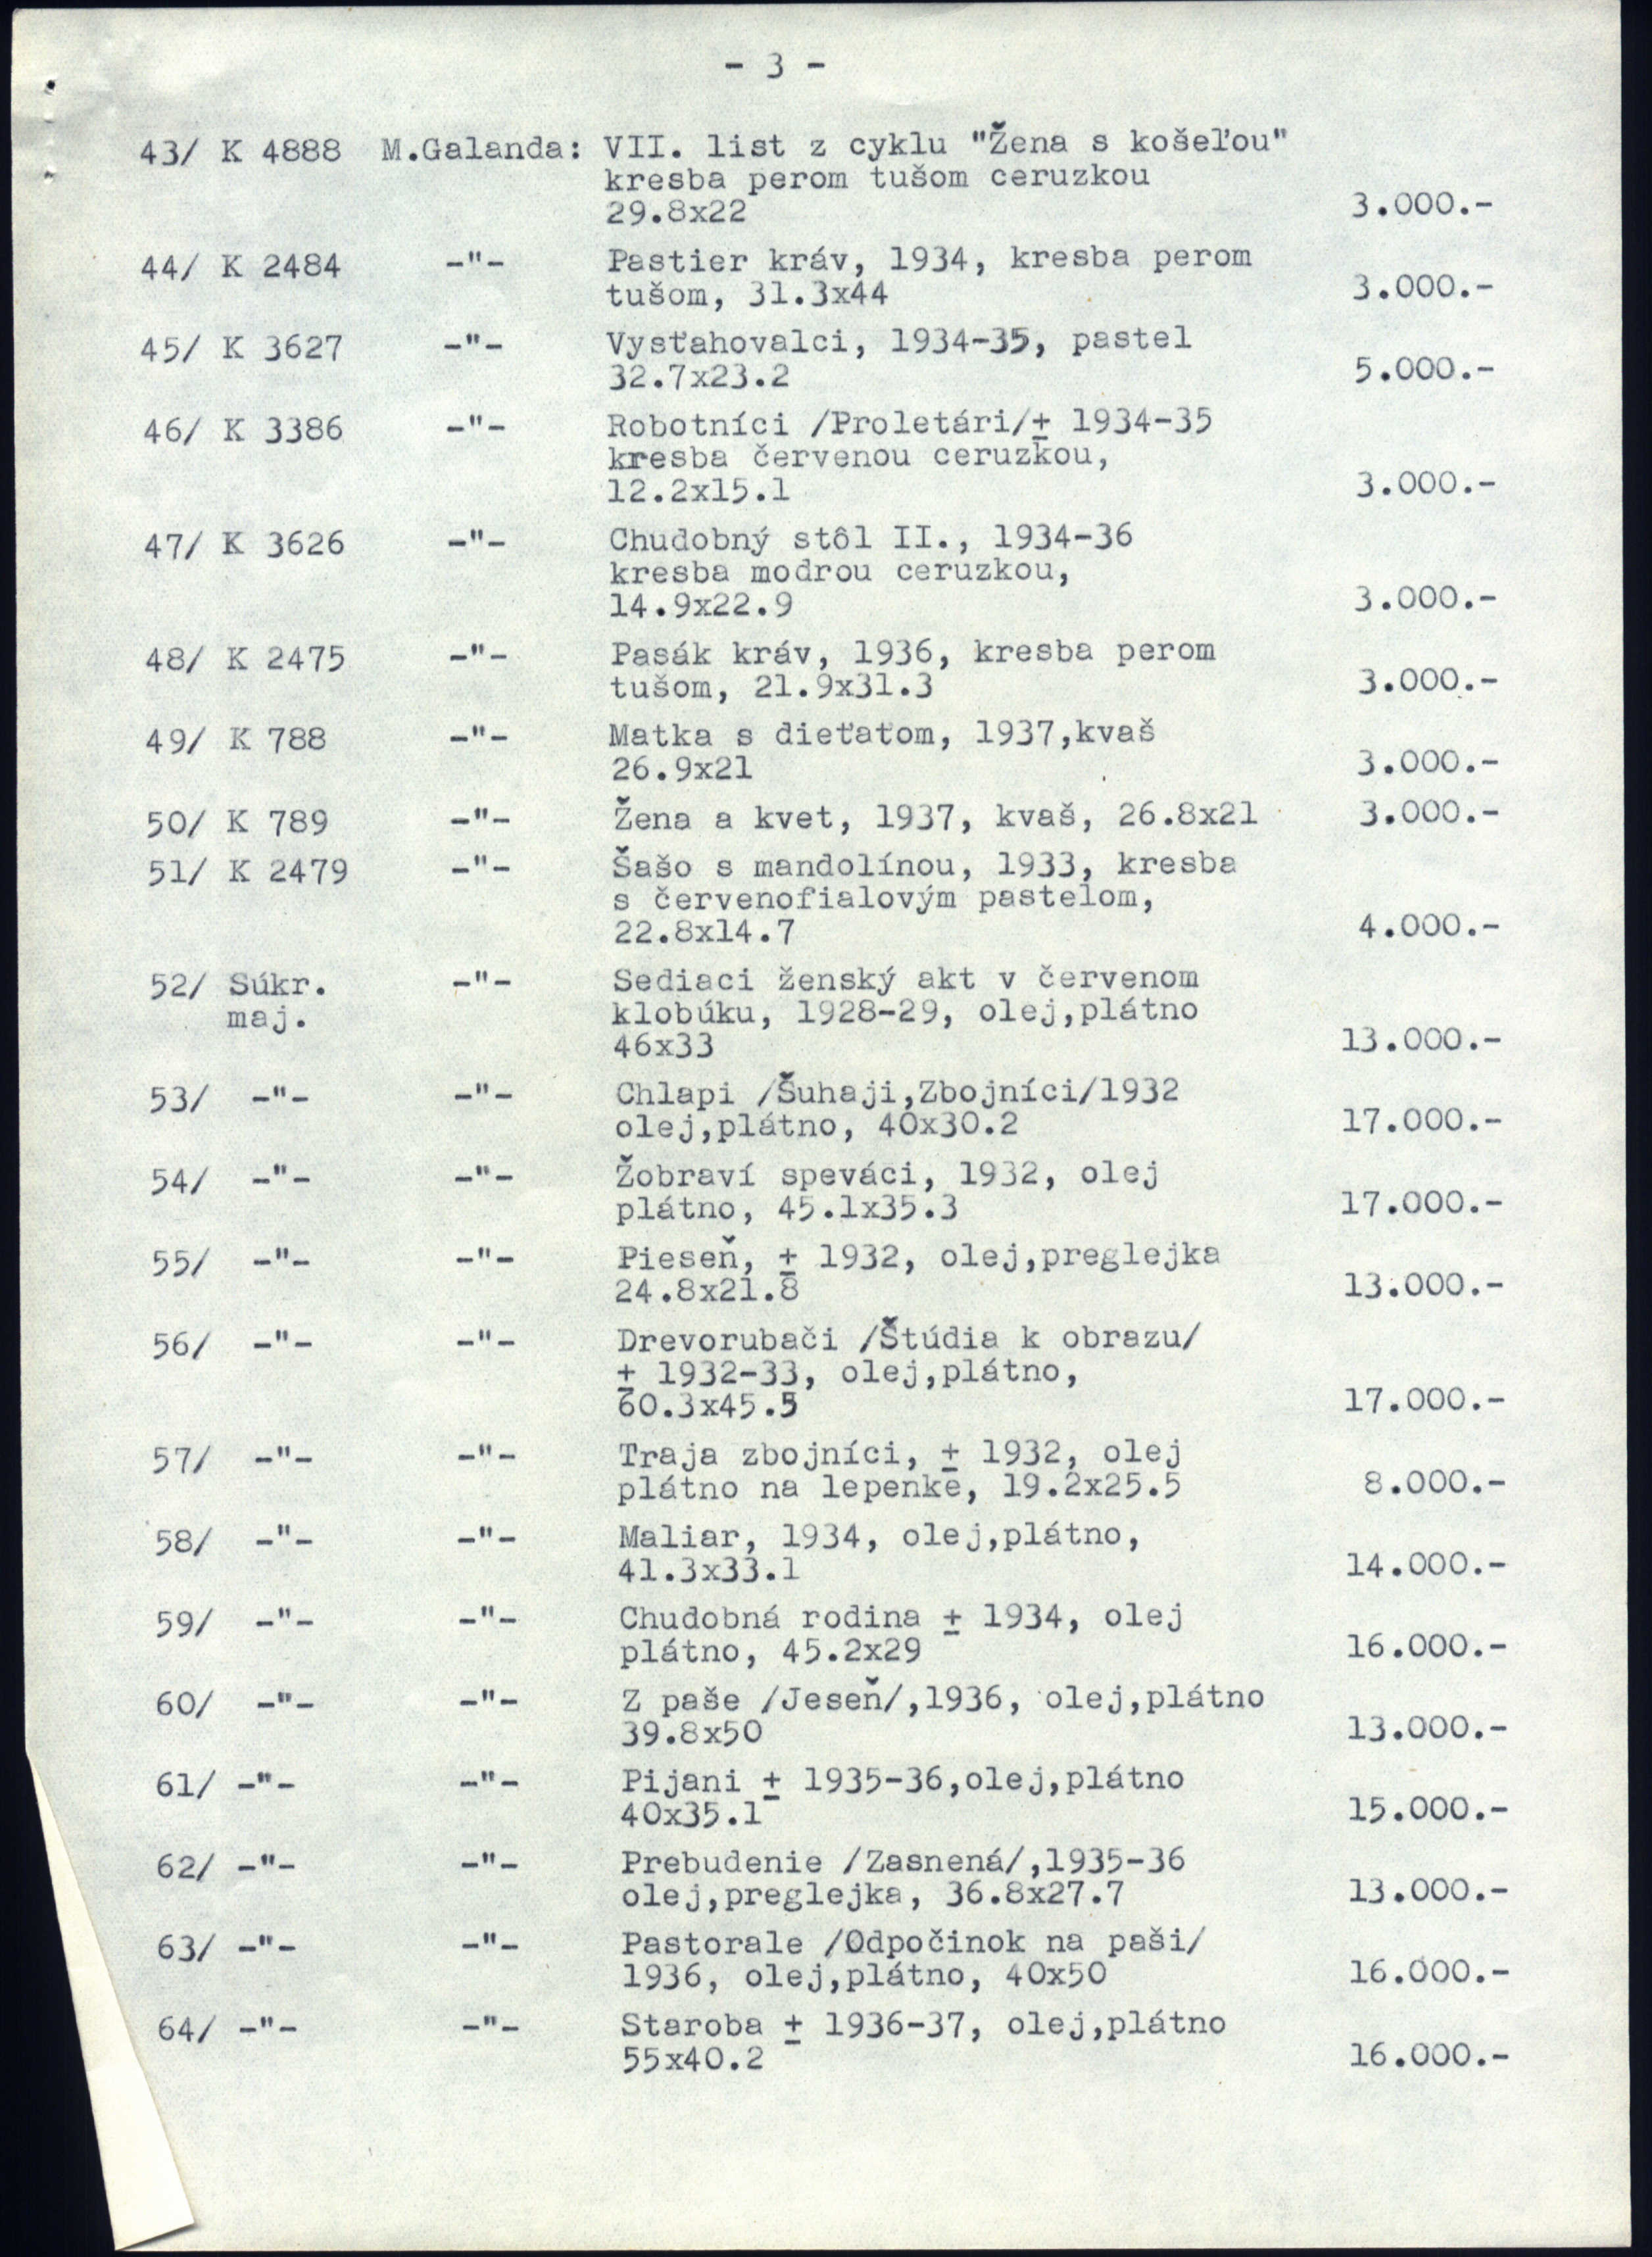 - 3 -
43/ K 4888 M.Galanda: VII. list z cyklu "Žena s košeľou"
kresba perom tušom ceruzkou
29.8x22 3.000.-
44/ K 2484 -"- Pastier kráv, 1934, kresba perom
tušom, 31.3x44 3.000.-
45/ K 3627 -"- Vysťahovalci, 1934-35, pastel
32.7x23.2 5.000.-
46/ K 3386 -"- Robotníci /Proletári/± 1934-35
kresba červenou ceruzkou,
12.2x15.1 3.000.-
47/ K 3626 -"- Chudobný stôl II., 1934-36
kresba modrou ceruzkou,
14.9x22.9 3.000.-
48/ K 2475 -"- Pasák kráv, 1936, kresba perom
tušom, 21.9x31.3 3.000.-
49/ K 788 -"- Matka s dieťaťom, 1937,kvaš
26.9x21 3.000.-
50/ K 789 -"- Žena a kvet, 1937, kvaš, 26.8x21 3.000.-
51/ K 2479 -"- Šašo s mandolínou, 1933, kresba
s červenofialovým pastelom,
22.8x14.7 4.000.-
52/ Súkr. -"- Sediaci ženský akt v červenom
maj. klobúku, 1928-29, olej,plátno
46x33 13.000.-
53/ -"- -"- Chlapi /Šuhaji,Zbojníci/1932
olej,plátno, 40x30.2 17.000.-
54/ -"- -"- Žobraví speváci, 1932, olej
plátno, 45.1x35.3 17.000.-
55/ -"- -"- Pieseň, ± 1932, olej,preglejka
24.8x21.8 13.000.-
56/ -"- -"- Drevorubači /Štúdia k obrazu/
± 1932-33, olej,plátno,
60.3x45.5 17.000.-
57/ -"- -"- Traja zbojníci, ± 1932, olej
plátno na lepenke, 19.2x25.5 8.000.-
58/ -"- -"- Maliar, 1934, olej,plátno,
41.3x33.1 14.000.-
59/ -"- -"- Chudobná rodina ± 1934, olej
plátno, 45.2x29 16.000.-
60/ -"- -"- Z paše /Jeseň/,1936, olej,plátno
39.8x50 13.000.-
61/ -"- -"- Pijani ± 1935-36,olej,plátno
40x35.1 15.000.-
62/ -"- -"- Prebudenie /Zasnená/,1935-36
olej,preglejka, 36.8x27.7 13.000.-
63/ -"- -"- Pastorale /Odpočinok na paši/
1936, olej,plátno, 40x50 16.000.-
64/ -"- -"- Staroba ± 1936-37, olej,plátno
55x40.2 16.000.-